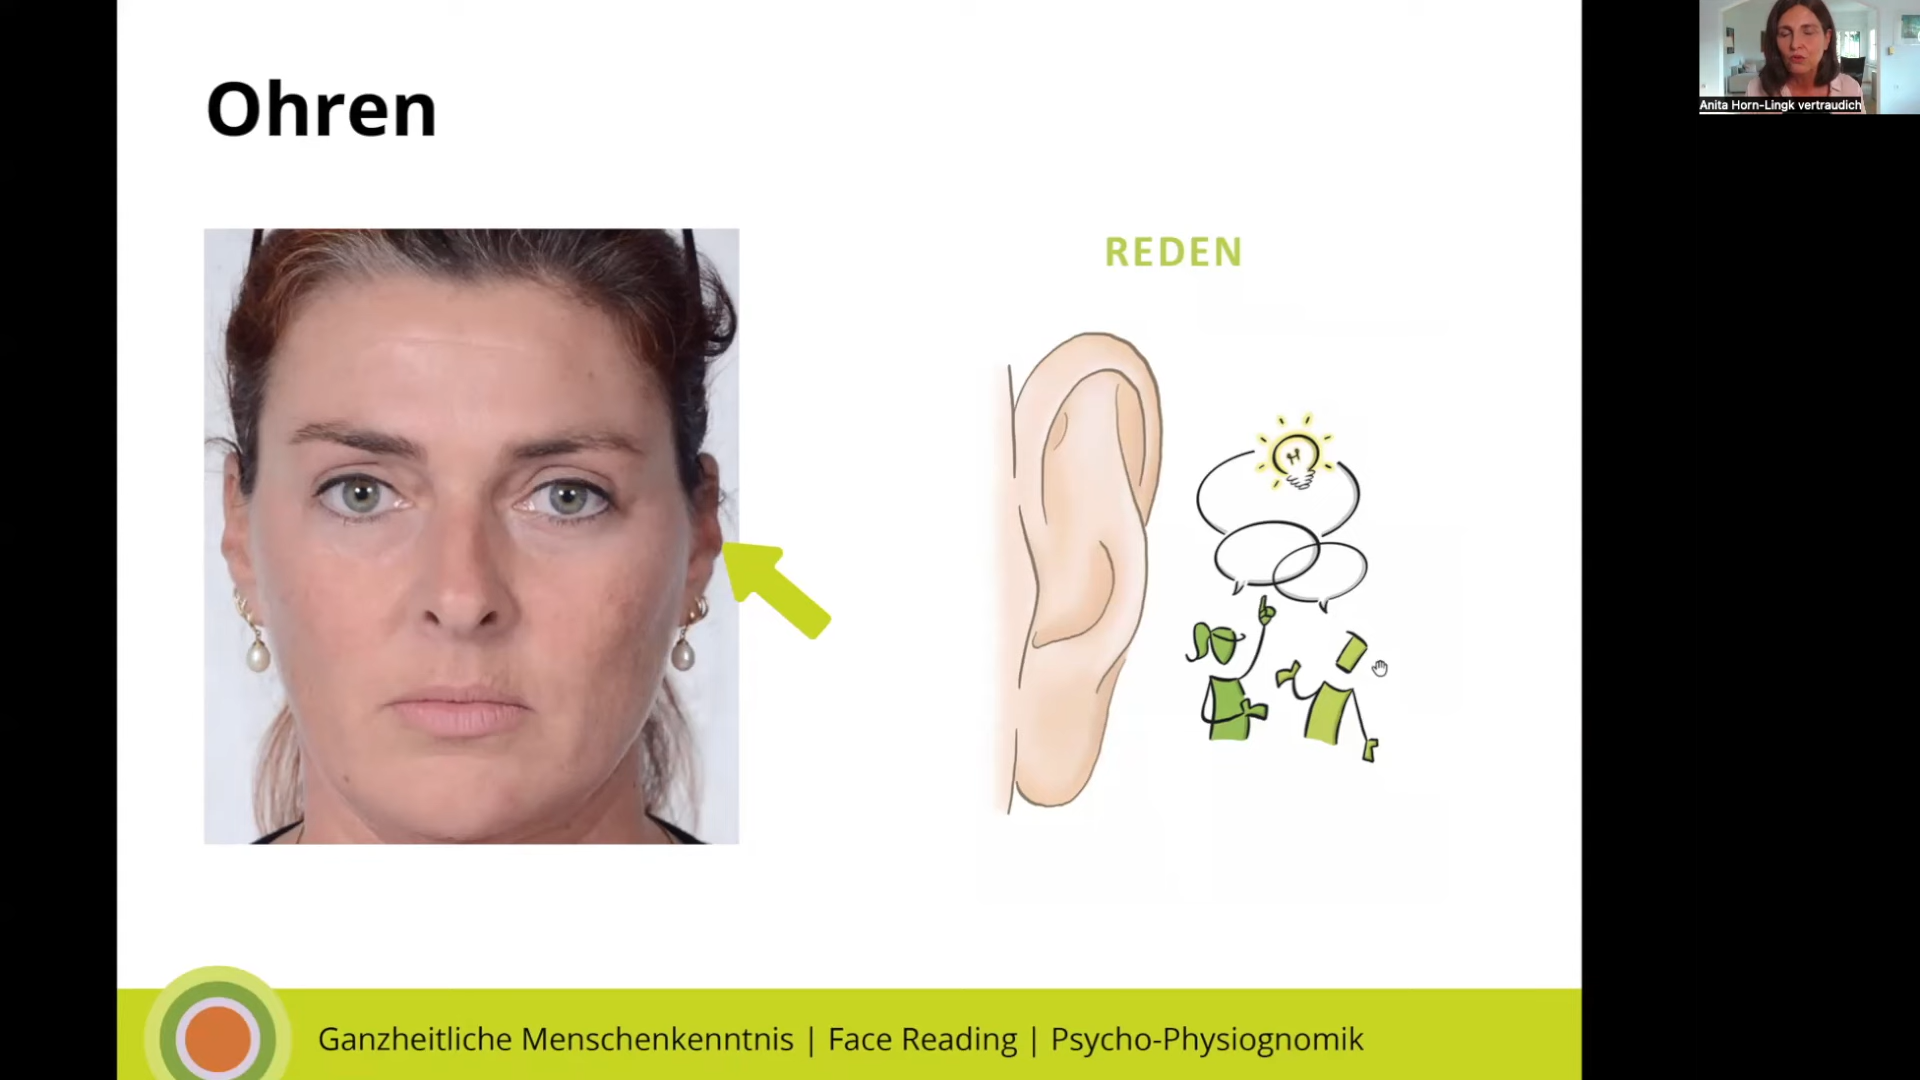 Ohren
Anita Horn-Lingk vertraudich
REDEN
Ganzheitliche Menschenkenntnis | Face Reading | Psycho-Physiognomik